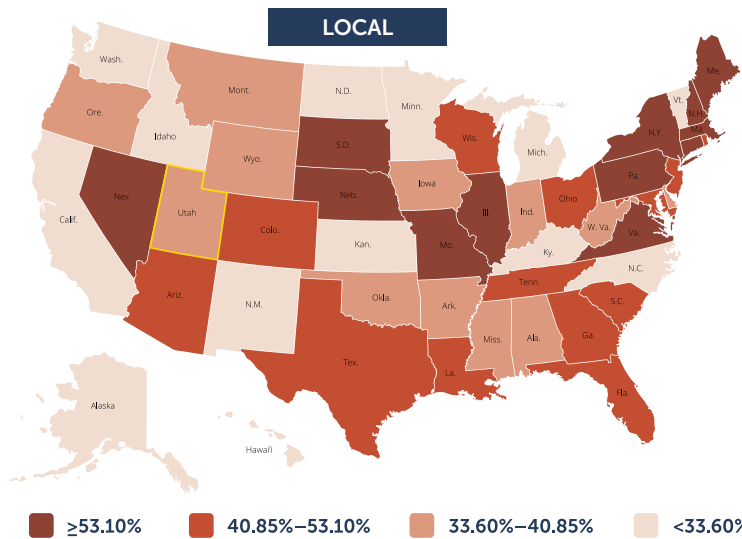 LOCAL
Wash.
Mont.
N.D.
Minn.
Me.
Vt.
N.H.
Ore.
Idaho
Wis.
Mich.
N.Y.
Ma.
S.D.
Wyo.
Iowa
Pa.
Nev.
Neb.
Ohio
Utah
Ill.
Ind.
W. Va.
Va.
Calif.
Colo.
Kan.
Mo.
Ky.
N.C.
Ariz.
N.M.
Okla.
Ark.
Tenn.
S.C.
Miss.
Ala.
Ga.
Tex.
La.
Fla.
Alaska
Hawaii
≥53.10% 40.85%–53.10% 33.60%–40.85% <33.60%